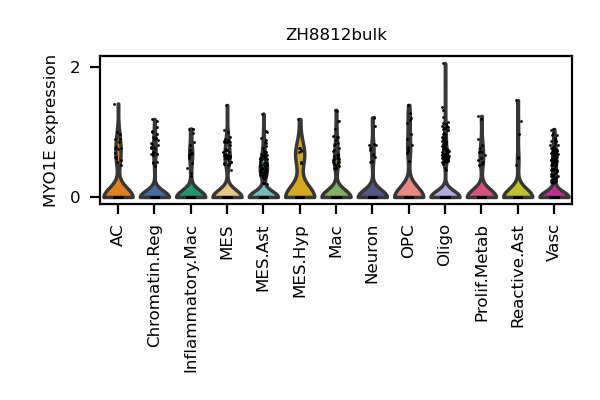 ZH8812bulk
MYO1E expression
2
0
AC
Chromatin.Reg
Inflammatory.Mac
MES
MES.Ast
MES.Hyp
Mac
Neuron
OPC
Oligo
Prolif.Metab
Reactive.Ast
Vasc